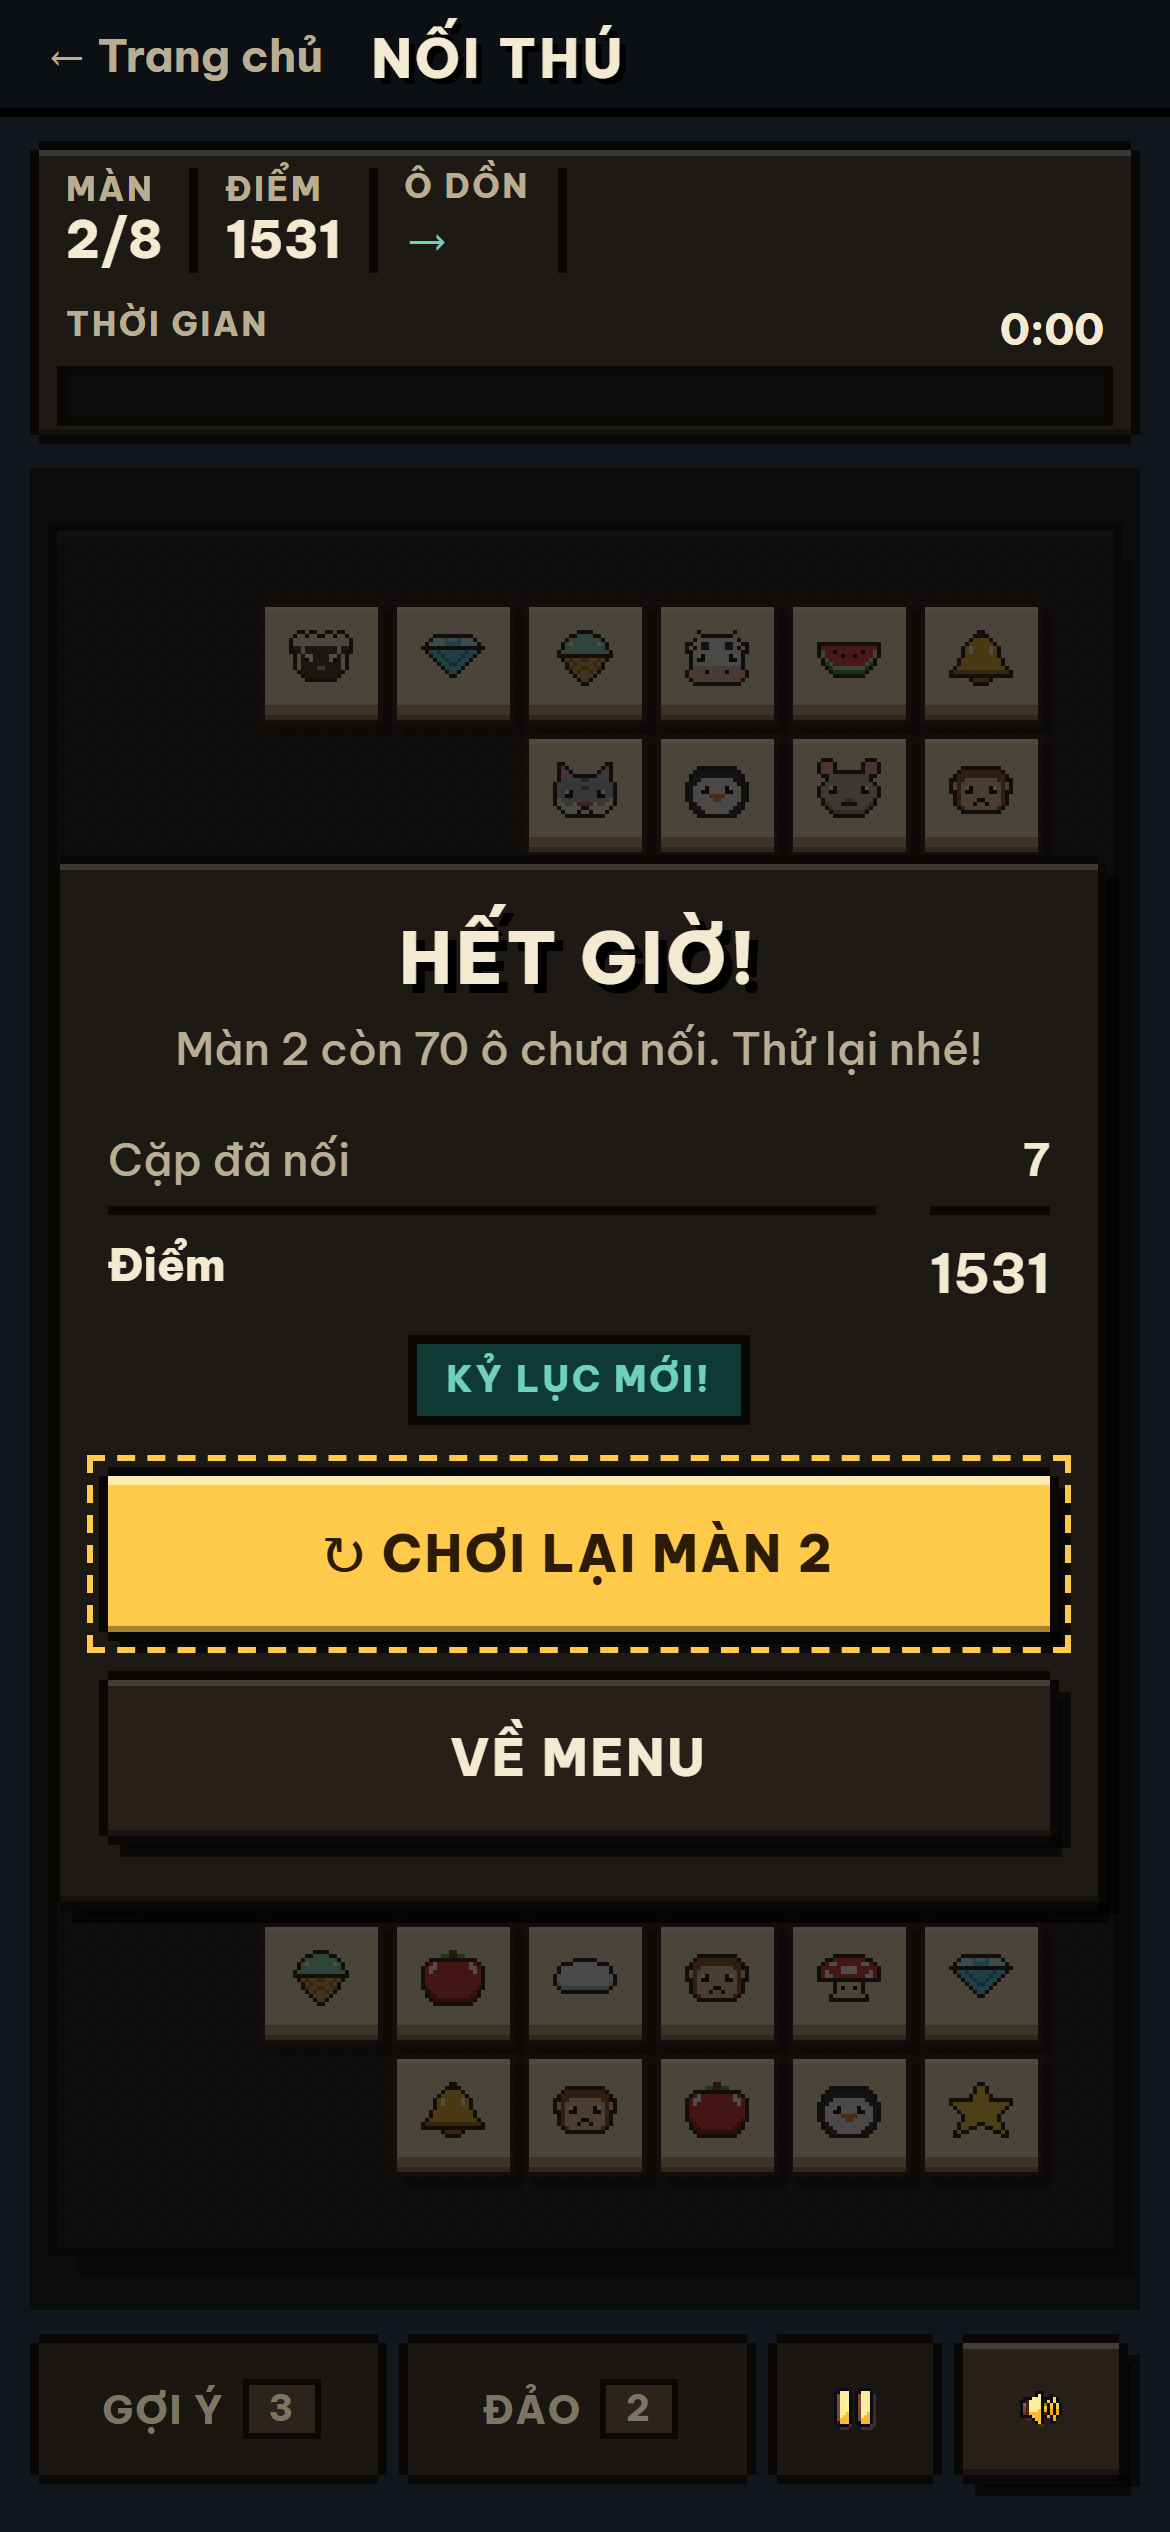 ← Trang chủ NỐI THÚ
MÀN ĐIỂM Ô DỒN
2/8 1531 →
THỜI GIAN 0:00
HẾT GIỜ!
Màn 2 còn 70 ô chưa nối. Thử lại nhé!
Cặp đã nối 7
Điểm 1531
KỶ LỤC MỚI!
↻ CHƠI LẠI MÀN 2
VỀ MENU
GỢI Ý 3 ĐẢO 2